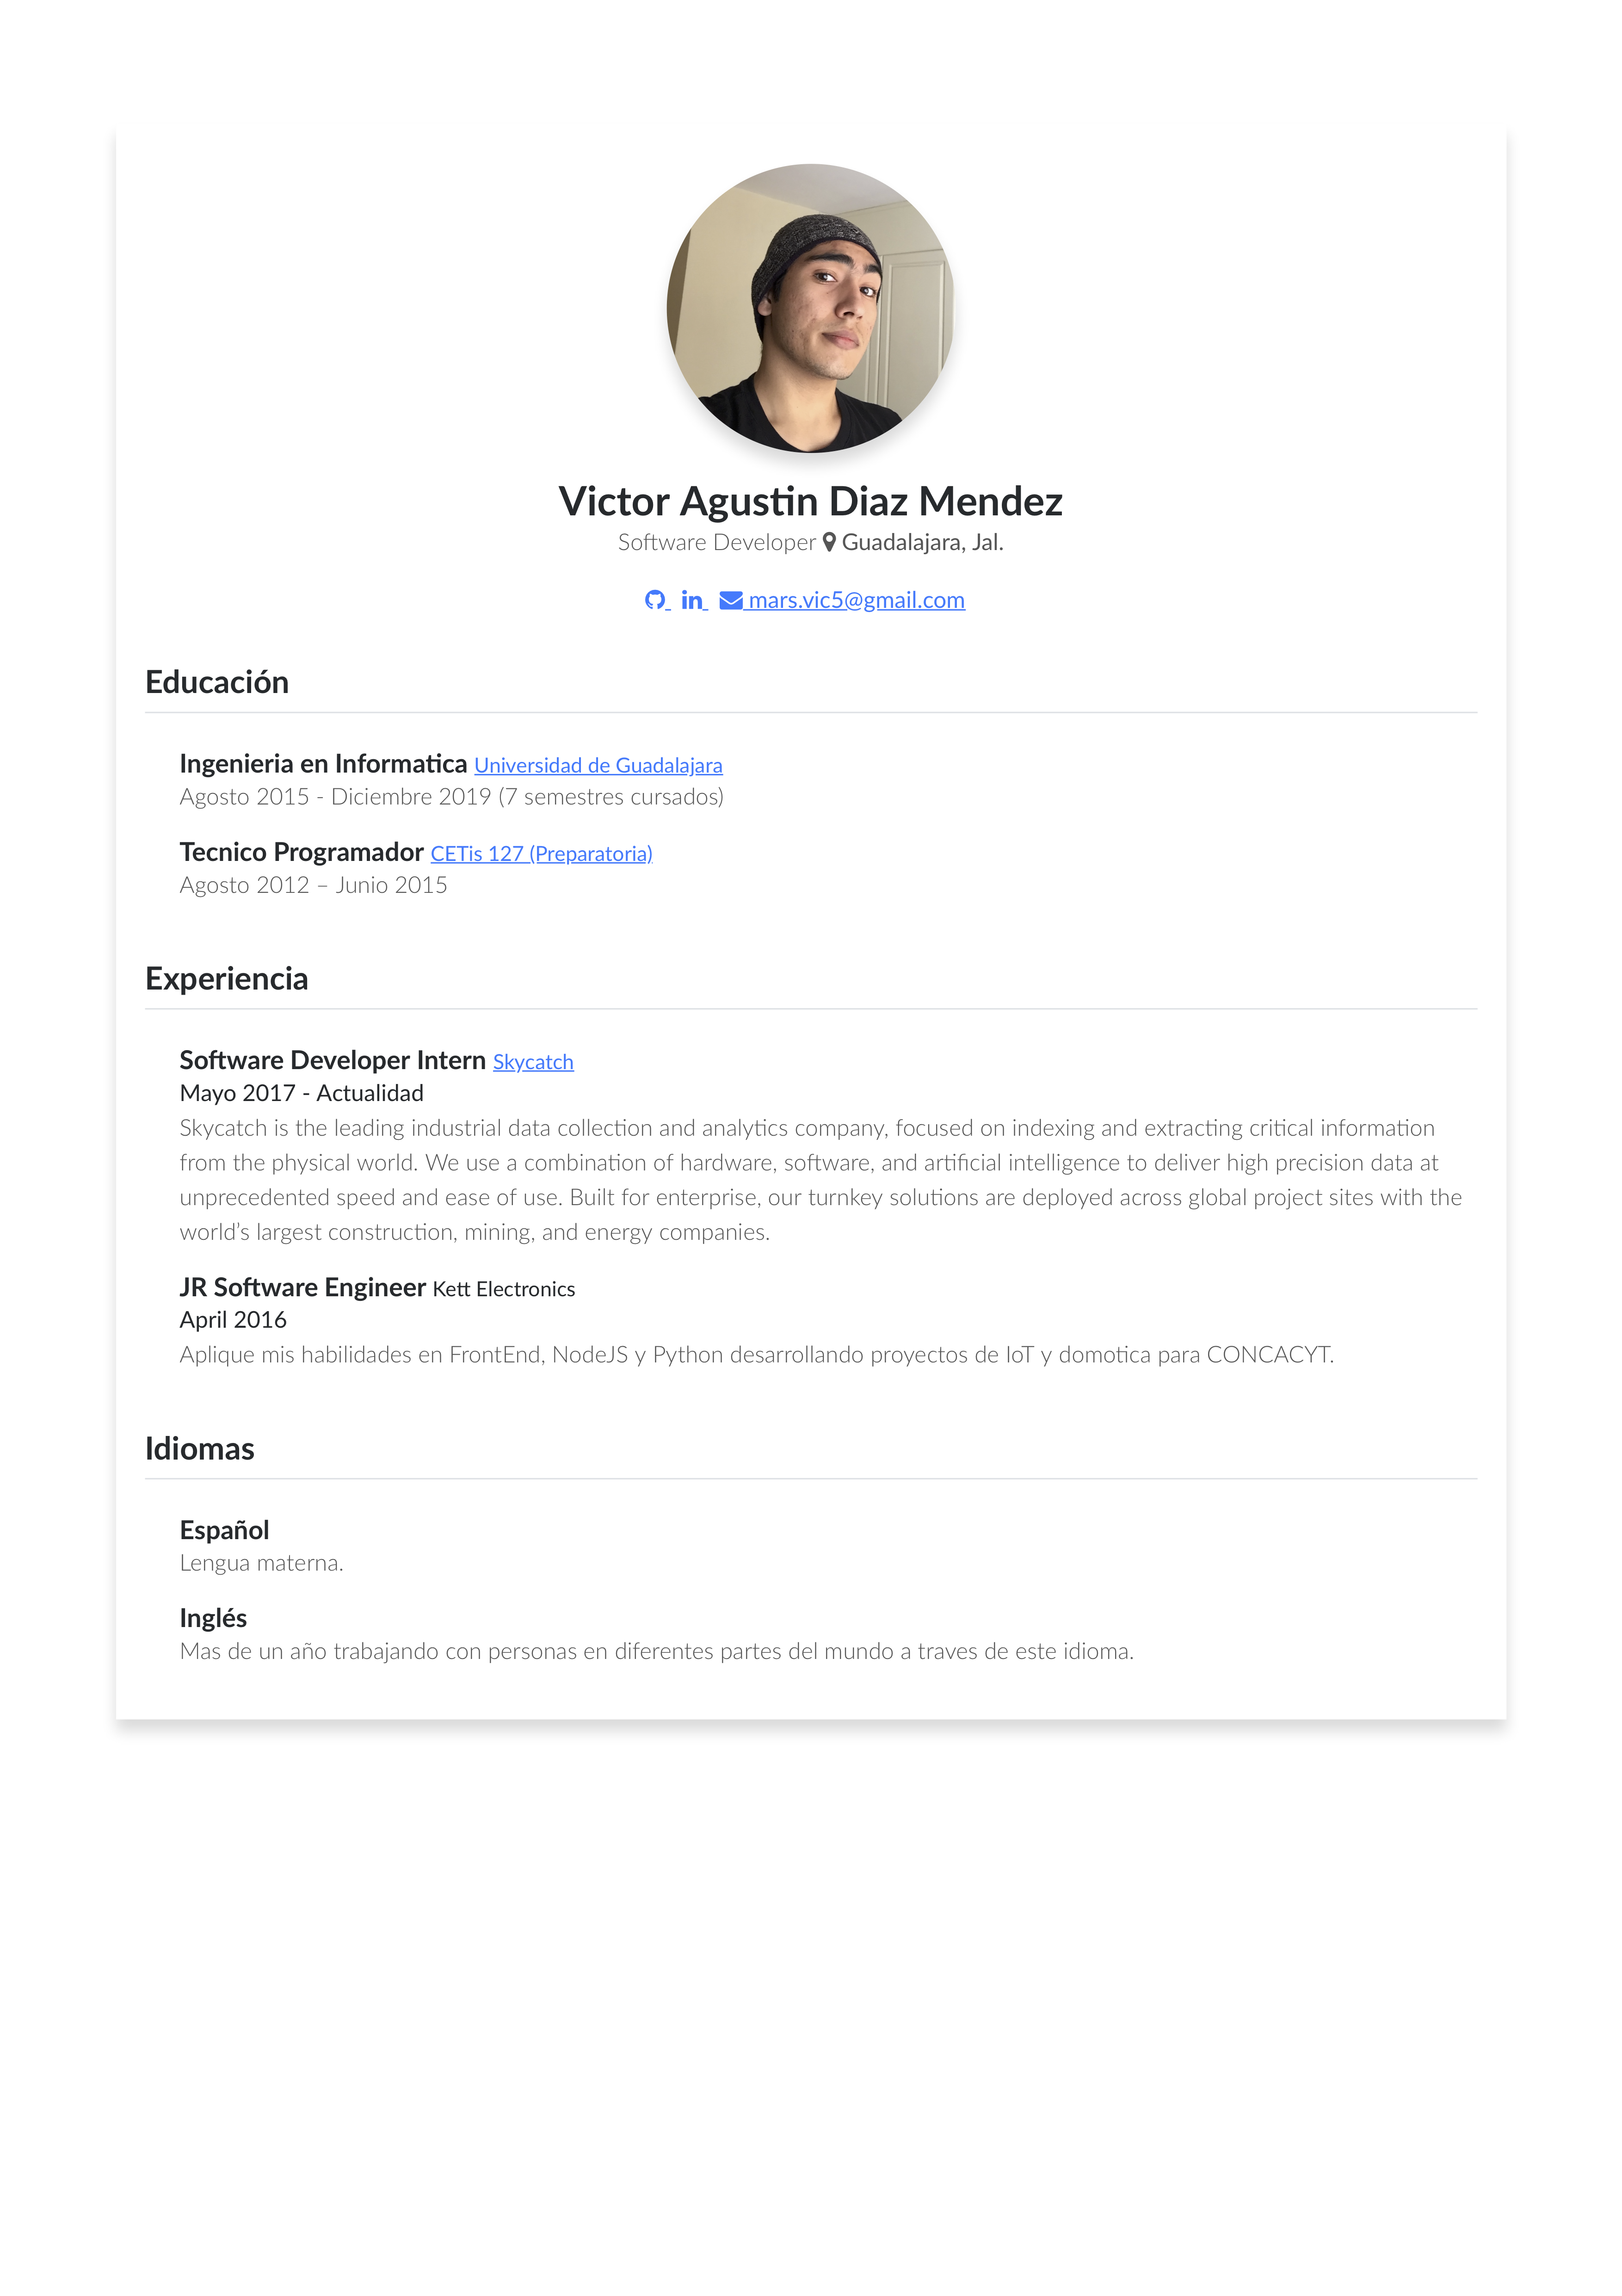 Victor Agustin Diaz Mendez
Software Developer Guadalajara, Jal.
in mars.vic5@gmail.com
Educación
Ingenieria en Informatica Universidad de Guadalajara
Agosto 2015 - Diciembre 2019 (7 semestres cursados)
Tecnico Programador CETis 127 (Preparatoria)
Agosto 2012 – Junio 2015
Experiencia
Software Developer Intern Skycatch
Mayo 2017 - Actualidad
Skycatch is the leading industrial data collection and analytics company, focused on indexing and extracting critical information
from the physical world. We use a combination of hardware, software, and artificial intelligence to deliver high precision data at
unprecedented speed and ease of use. Built for enterprise, our turnkey solutions are deployed across global project sites with the
world’s largest construction, mining, and energy companies.
JR Software Engineer Kett Electronics
April 2016
Aplique mis habilidades en FrontEnd, NodeJS y Python desarrollando proyectos de IoT y domotica para CONCACYT.
Idiomas
Español
Lengua materna.
Inglés
Mas de un año trabajando con personas en diferentes partes del mundo a traves de este idioma.